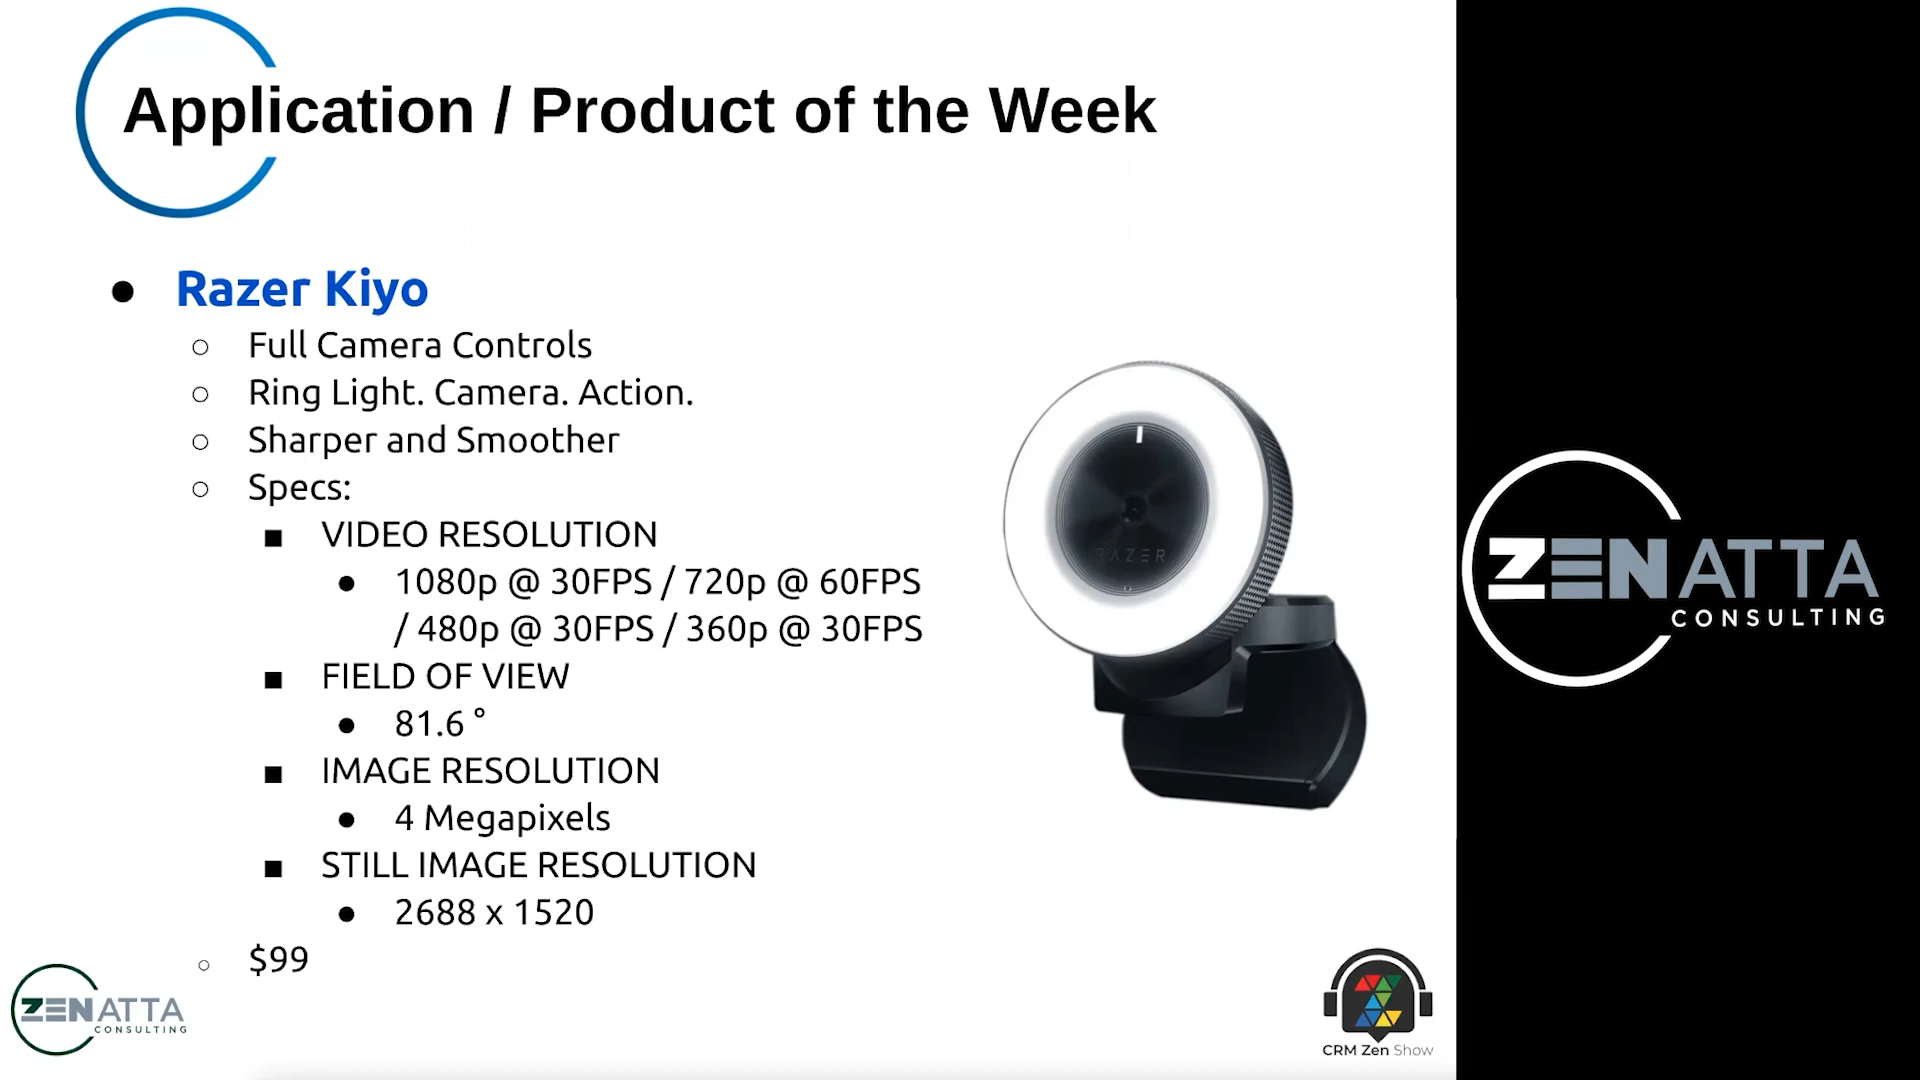 Application / Product of the Week
Razer Kiyo
Full Camera Controls
Ring Light. Camera. Action.
Sharper and Smoother
Specs:
VIDEO RESOLUTION
1080p @ 30FPS / 720p @ 60FPS
/ 480p @ 30FPS / 360p @ 30FPS
FIELD OF VIEW
81.6 °
IMAGE RESOLUTION
4 Megapixels
STILL IMAGE RESOLUTION
2688 x 1520
$99
RAZER
ZENATTA
CONSULTING
CRM Zen Show
ZENATTA
CONSULTING